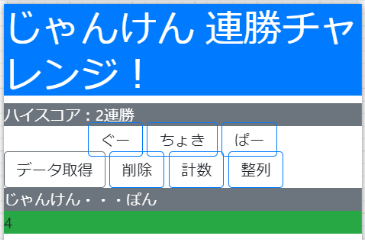 じゃんけん 連勝チャ
レンジ！
ハイスコア：2連勝
ぐー ちょき ぱー
データ取得 削除 計数 整列
じゃんけん・・・ぽん
4